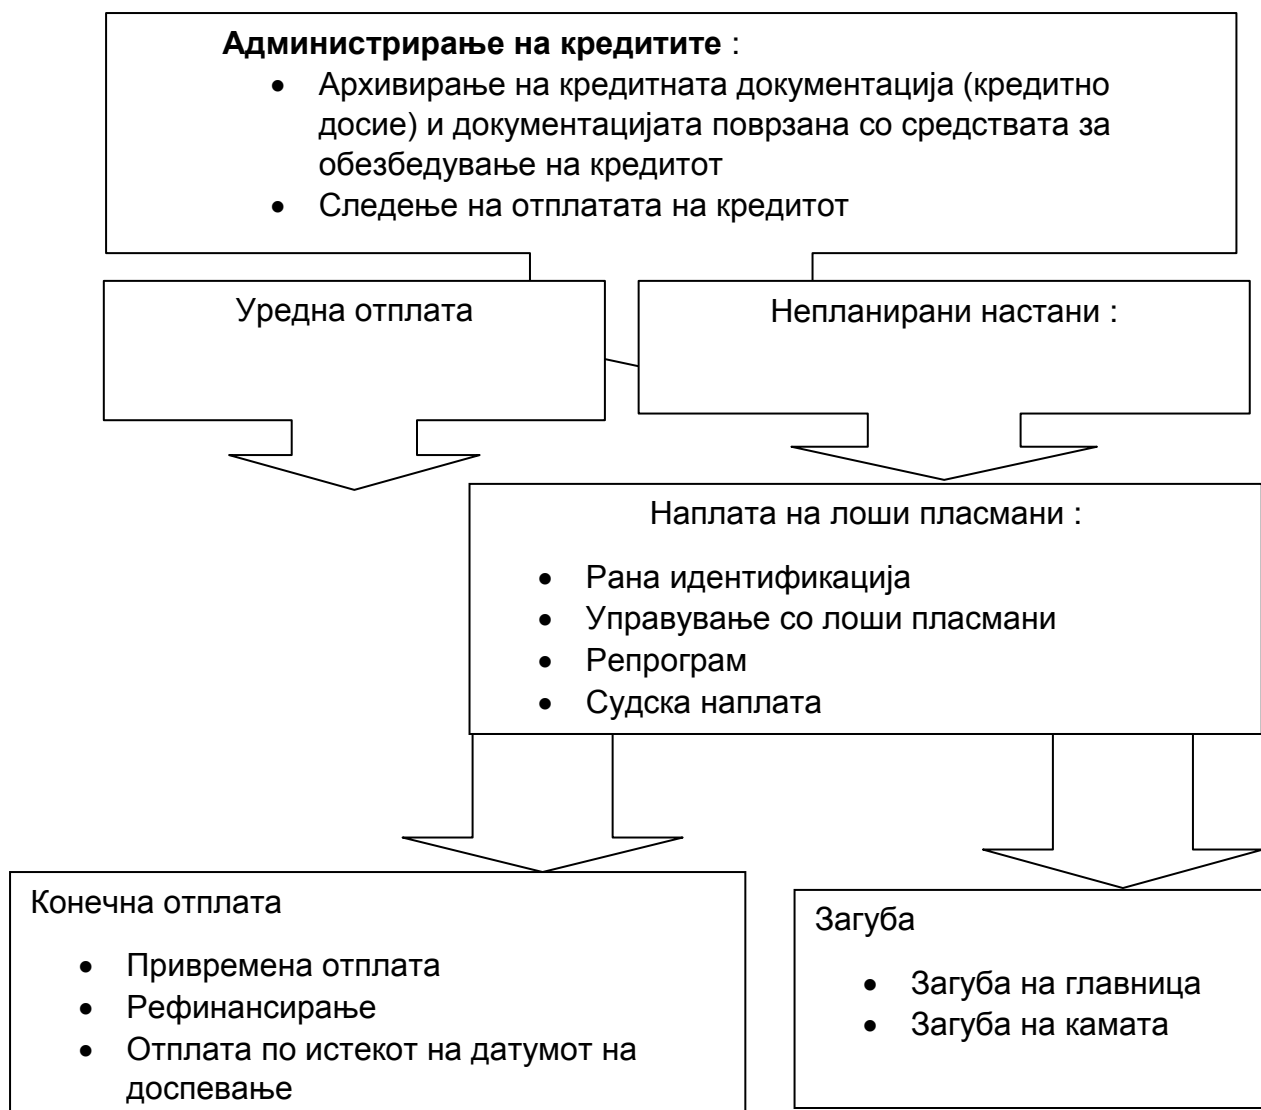 Администрирање на кредитите :
• Архивирање на кредитната документација (кредитно
досие) и документацијата поврзана со средствата за
обезбедување на кредитот
• Следење на отплатата на кредитот
Уредна отплата
Непланирани настани :
Наплата на лоши пласмани :
• Рана идентификација
• Управување со лоши пласмани
• Репрограм
• Судска наплата
Конечна отплата
• Привремена отплата
• Рефинансирање
• Отплата по истекот на датумот на
доспевање
Загуба
• Загуба на главница
• Загуба на камата